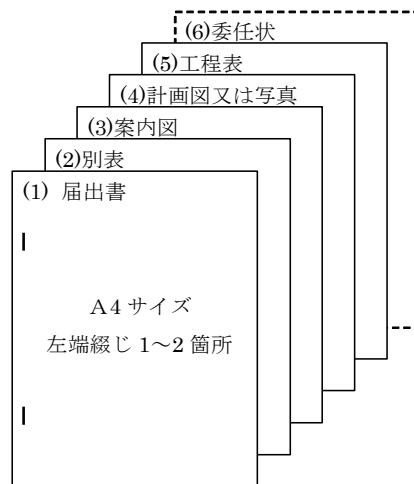 (6)委任状
(5)工程表
(4)計画図又は写真
(3)案内図
(2)別表
(1) 届出書
A4 サイズ
左端綴じ 1~2 箇所